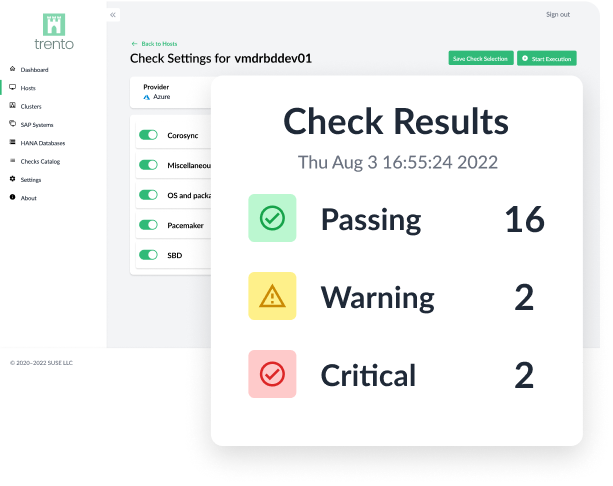 trento
Dashboard
Hosts
Clusters
SAP Systems
HANA Databases
Checks Catalog
Settings
About
© 2020–2022 SUSE LLC
«
Sign out
← Back to Hosts
Check Settings for vmdrbddev01
Save Check Selection
Start Execution
Provider
Azure
Corosync
Miscellaneou
OS and packa
Pacemaker
SBD
Check Results
Thu Aug 3 16:55:24 2022
Passing 16
Warning 2
Critical 2